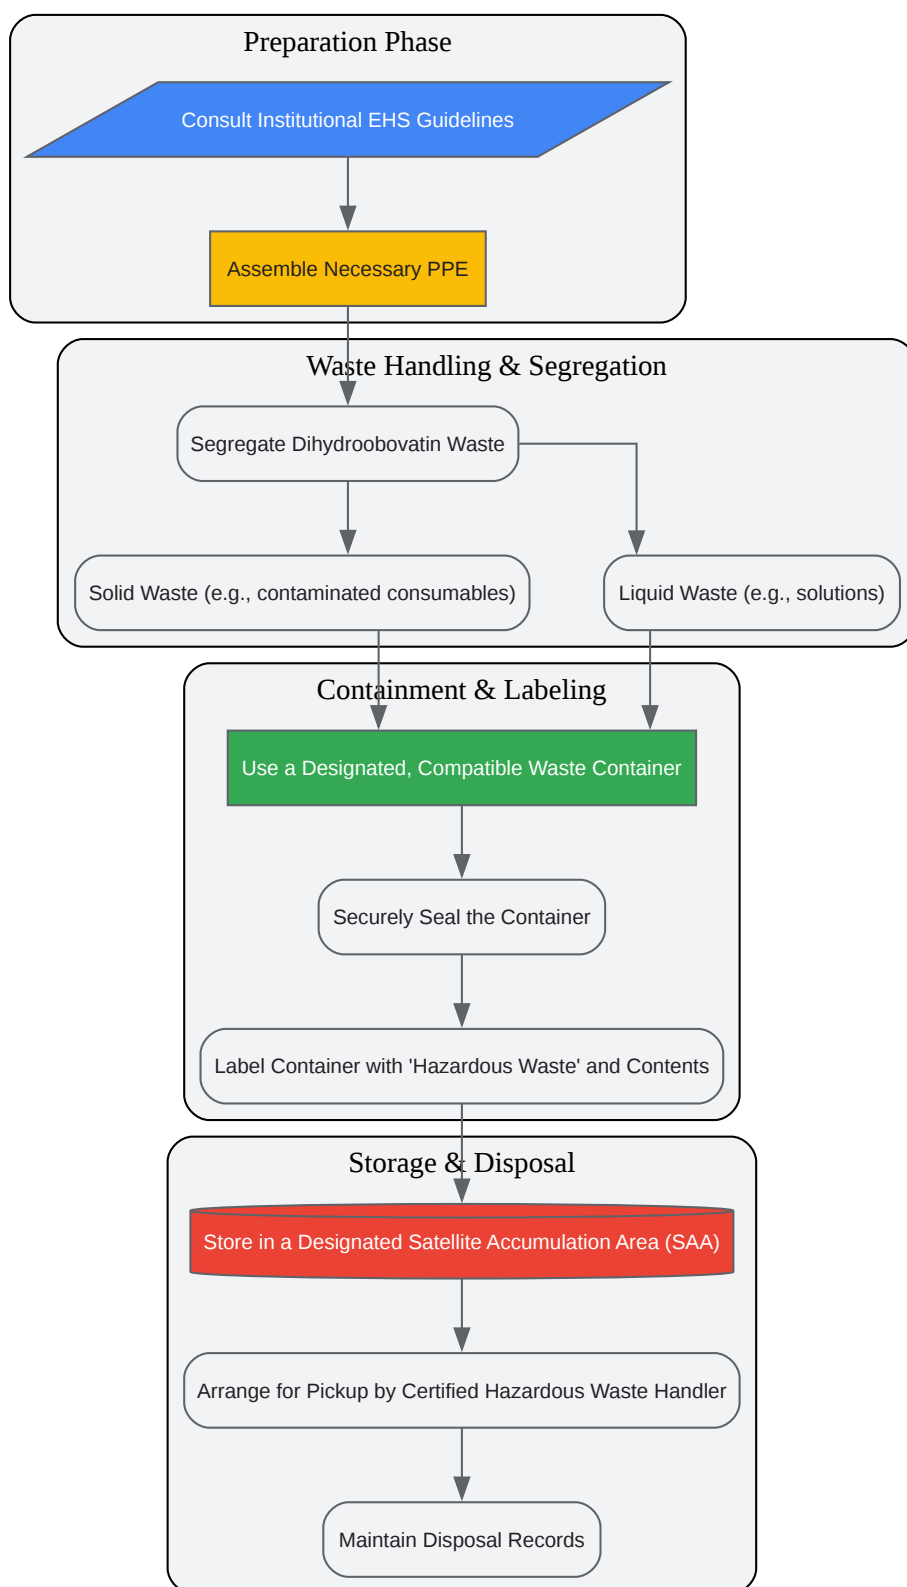 Preparation Phase
Consult Institutional EHS Guidelines
Assemble Necessary PPE
Waste Handling & Segregation
Segregate Dihydroobovatin Waste
Solid Waste (e.g., contaminated consumables)
Liquid Waste (e.g., solutions)
Containment & Labeling
Use a Designated, Compatible Waste Container
Securely Seal the Container
Label Container with 'Hazardous Waste' and Contents
Storage & Disposal
Store in a Designated Satellite Accumulation Area (SAA)
Arrange for Pickup by Certified Hazardous Waste Handler
Maintain Disposal Records